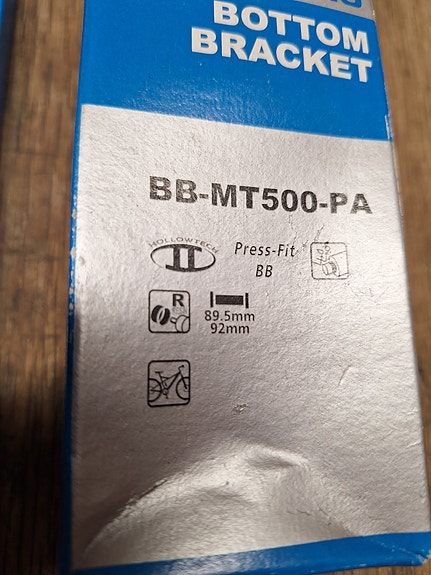 BOTTOM
BRACKET
BB-MT500-PA
HOLLOWTECH
II
Press-Fit
BB
R
89.5mm
92mm